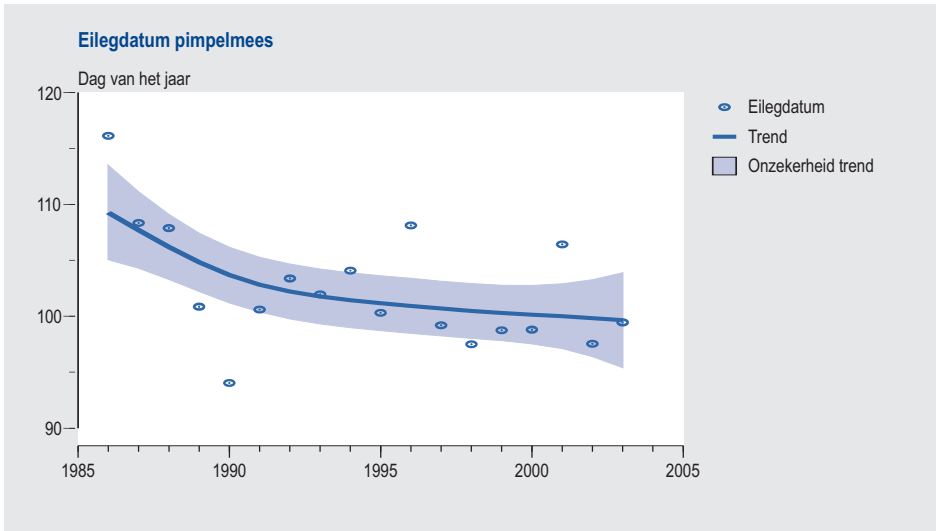 Eilegdatum pimpelmees
Dag van het jaar
120
110
100
90
1985 1990 1995 2000 2005
Eilegdatum
Trend
Onzekerheid trend